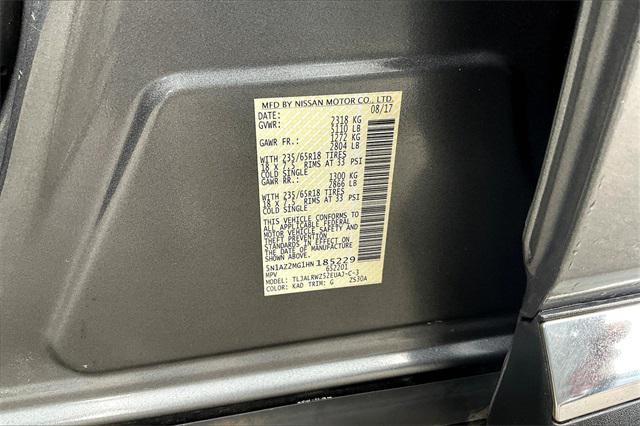 MFD BY NISSAN MOTOR CO., LTD.
DATE: 08/17
GVWR: 2318 KG
5110 LB
GAWR FR.: 1272 KG
2804 LB
WITH 235/65R18 TIRES
18 X 7.5 RIMS AT 33 PSI
COLD SINGLE
GAWR RR.: 1300 KG
2866 LB
WITH 235/65R18 TIRES
18 X 7.5 RIMS AT 33 PSI
COLD SINGLE
THIS VEHICLE CONFORMS TO
ALL APPLICABLE FEDERAL
MOTOR VEHICLE SAFETY AND
THEFT PREVENTION
STANDARDS IN EFFECT ON
THE DATE OF MANUFACTURE
SHOWN ABOVE.
5N1AZ2MG1HN185229
MPV 652201
MODEL: TLJALRWZ52EUAJ-C-3
COLOR: KAD TRIM: G 2530A